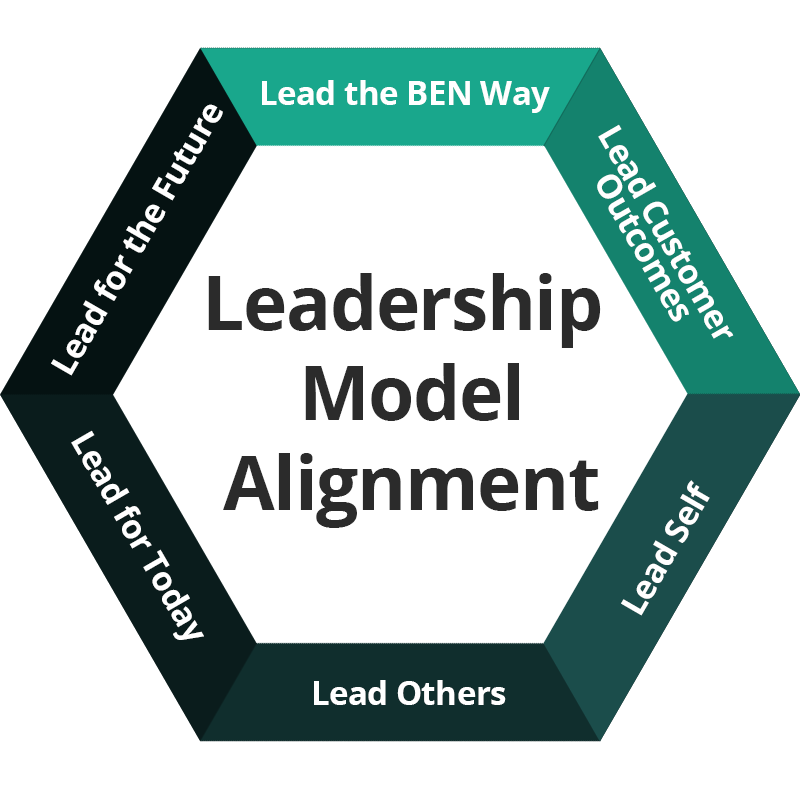 Lead the BEN Way
Lead Customer
Outcomes
Lead Self
Lead Others
Lead for Today
Lead for the Future
Leadership
Model
Alignment